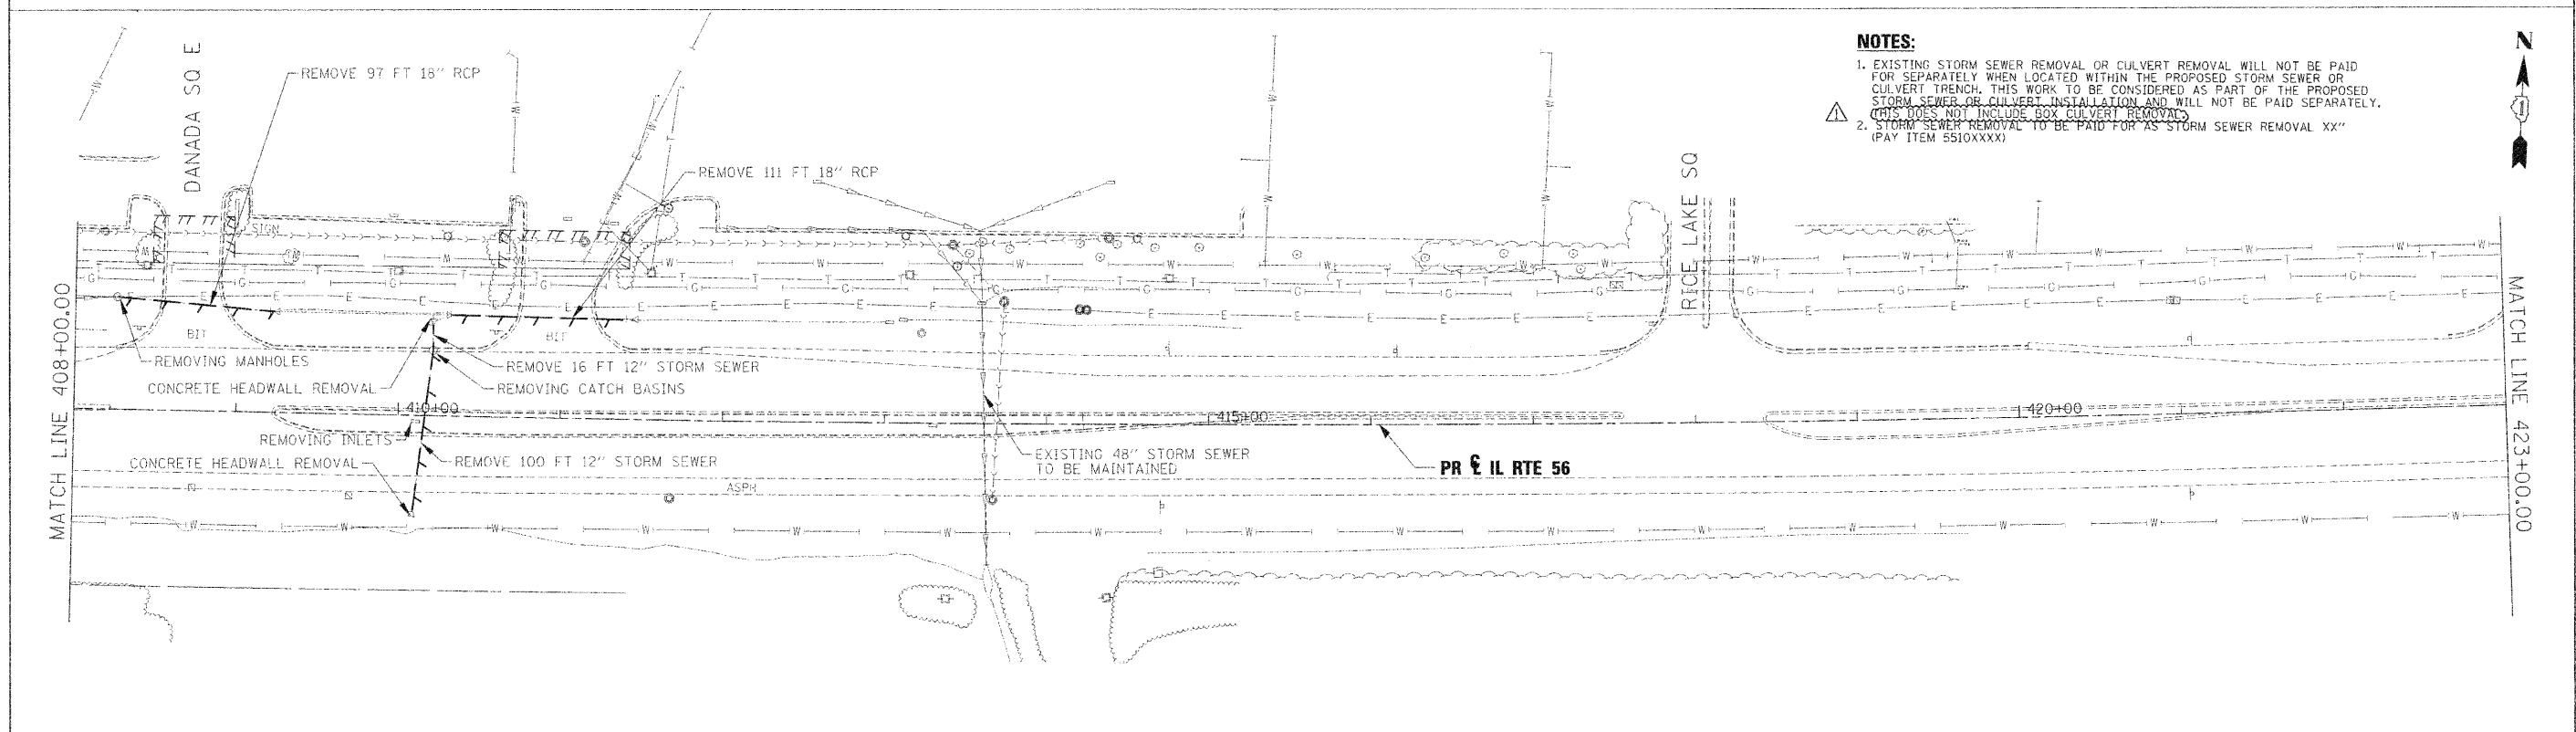 NOTES:
1. EXISTING STORM SEWER REMOVAL OR CULVERT REMOVAL WILL NOT BE PAID
FOR SEPARATELY WHEN LOCATED WITHIN THE PROPOSED STORM SEWER OR
CULVERT TRENCH. THIS WORK TO BE CONSIDERED AS PART OF THE PROPOSED
STORM SEWER OR CULVERT INSTALLATION AND WILL NOT BE PAID SEPARATELY.
THIS DOES NOT INCLUDE BOX CULVERT REMOVAL.
2. STORM SEWER REMOVAL TO BE PAID FOR AS STORM SEWER REMOVAL XX"
(PAY ITEM 5510XXXX)
N
1
1
DANADA SQ E
REMOVE 97 FT 18" RCP
REMOVE 111 FT 18" RCP
RICE LAKE SQ
SIGN
BIT
BIT
REMOVING MANHOLES
REMOVE 16 FT 12" STORM SEWER
CONCRETE HEADWALL REMOVAL
REMOVING CATCH BASINS
410+00
415+00
420+00
REMOVING INLETS
CONCRETE HEADWALL REMOVAL
REMOVE 100 FT 12" STORM SEWER
EXISTING 48" STORM SEWER
TO BE MAINTAINED
PR ℄ IL RTE 56
ASPH
MATCH LINE 408+00.00
MATCH LINE 423+00.00